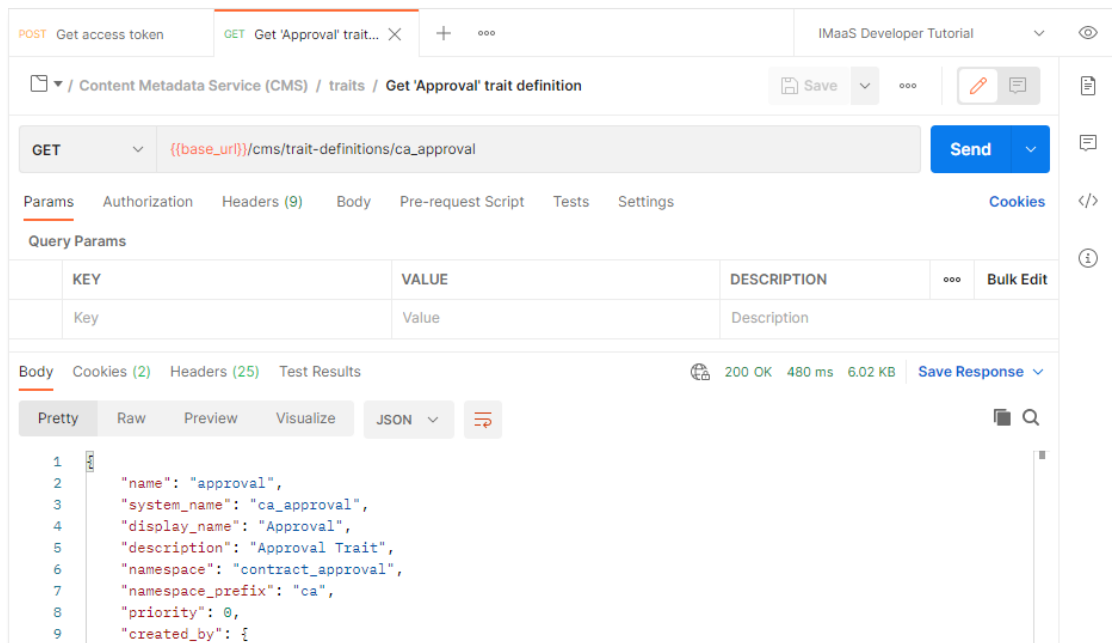 POST Get access token GET Get 'Approval' trait... IMaaS Developer Tutorial
/ Content Metadata Service (CMS) / traits / Get 'Approval' trait definition Save
GET {{base_url}}/cms/trait-definitions/ca_approval Send
Params Authorization Headers (9) Body Pre-request Script Tests Settings Cookies
Query Params
KEY VALUE DESCRIPTION Bulk Edit
Key Value Description
Body Cookies (2) Headers (25) Test Results 200 OK 480 ms 6.02 KB Save Response
Pretty Raw Preview Visualize JSON
1 {
2 "name": "approval",
3 "system_name": "ca_approval",
4 "display_name": "Approval",
5 "description": "Approval Trait",
6 "namespace": "contract_approval",
7 "namespace_prefix": "ca",
8 "priority": 0,
9 "created_by": {